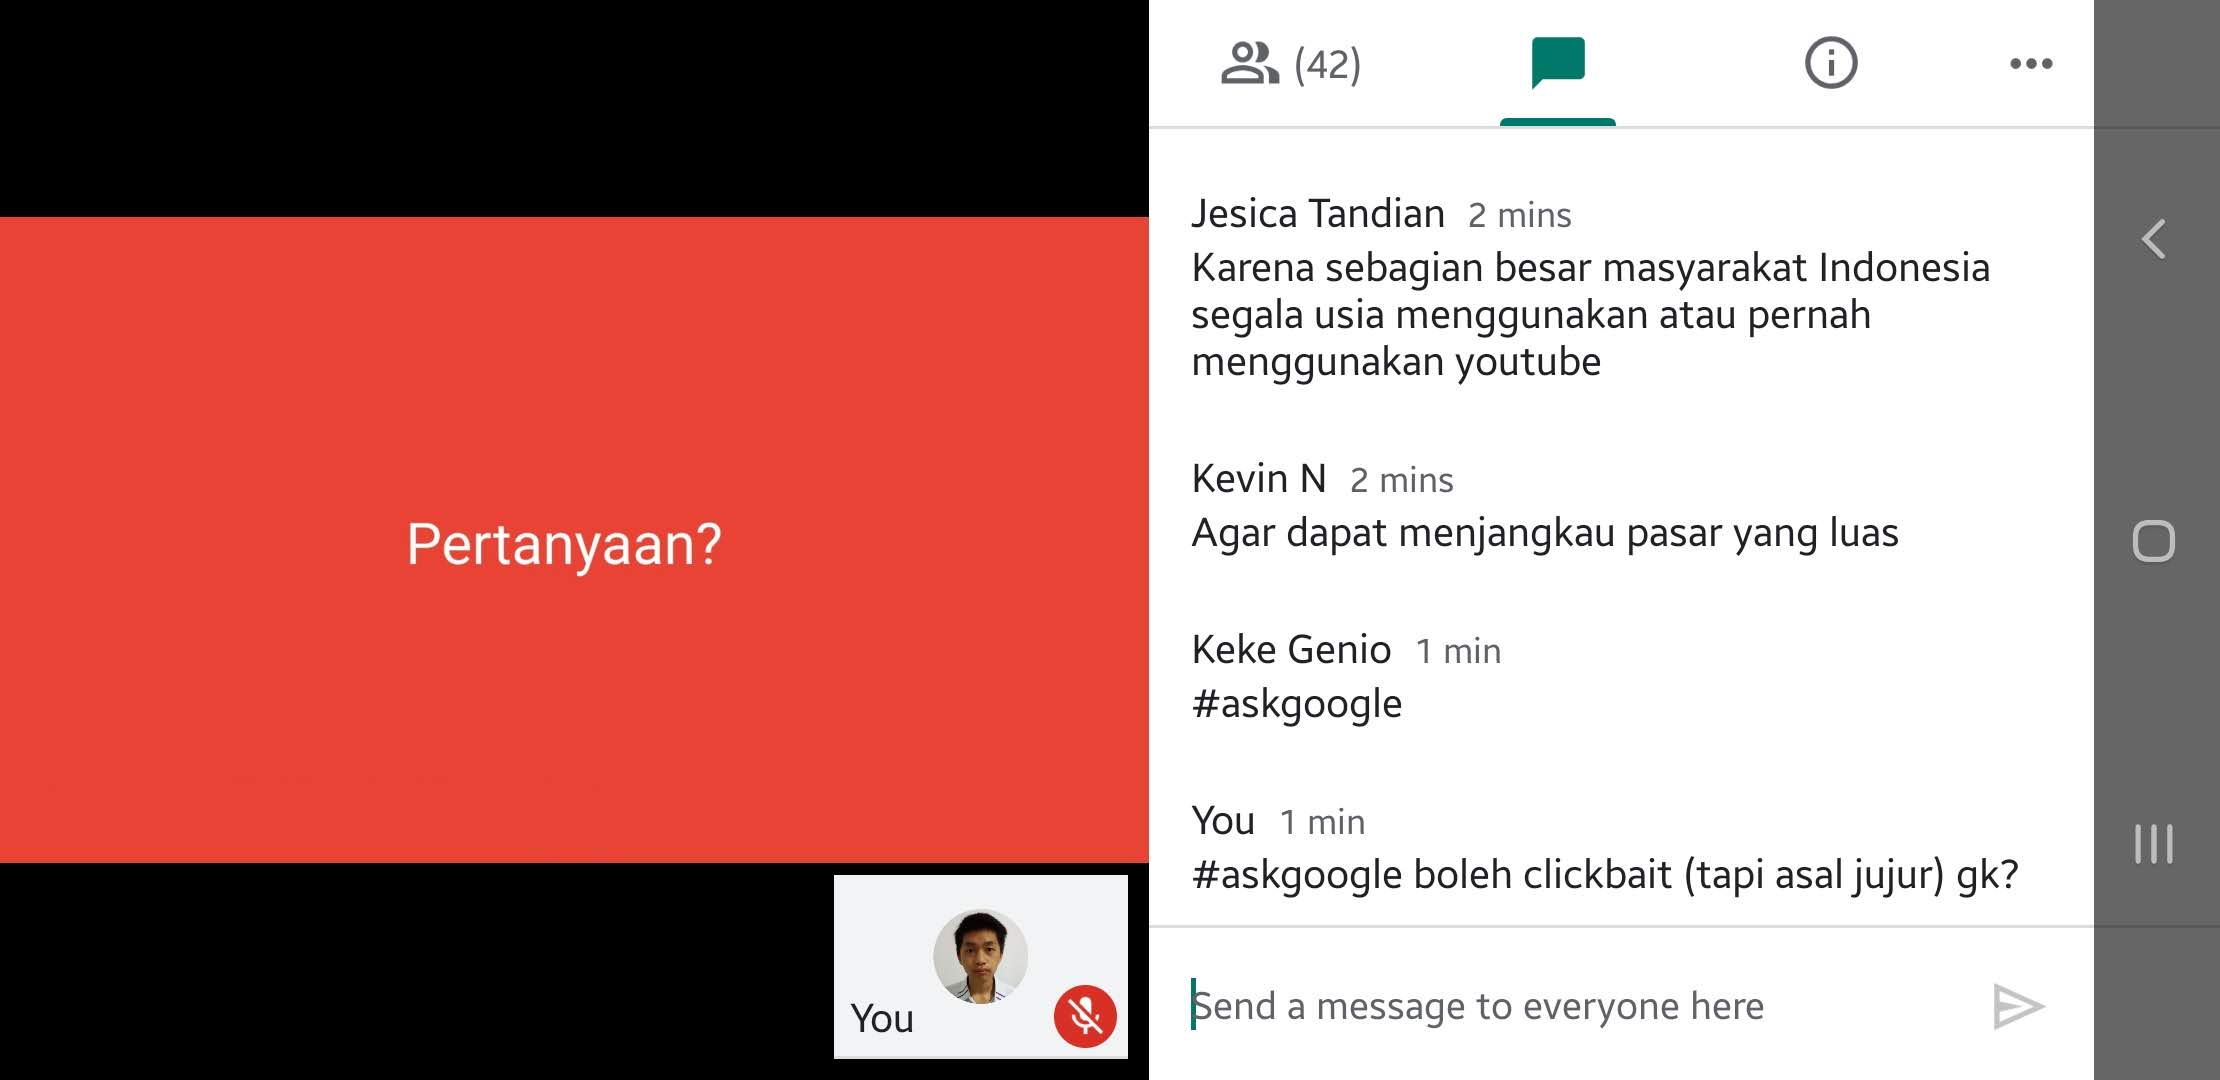 Pertanyaan?
You
(42)
Jesica Tandian 2 mins
Karena sebagian besar masyarakat Indonesia
segala usia menggunakan atau pernah
menggunakan youtube
Kevin N 2 mins
Agar dapat menjangkau pasar yang luas
Keke Genio 1 min
#askgoogle
You 1 min
#askgoogle boleh clickbait (tapi asal jujur) gk?
Send a message to everyone here